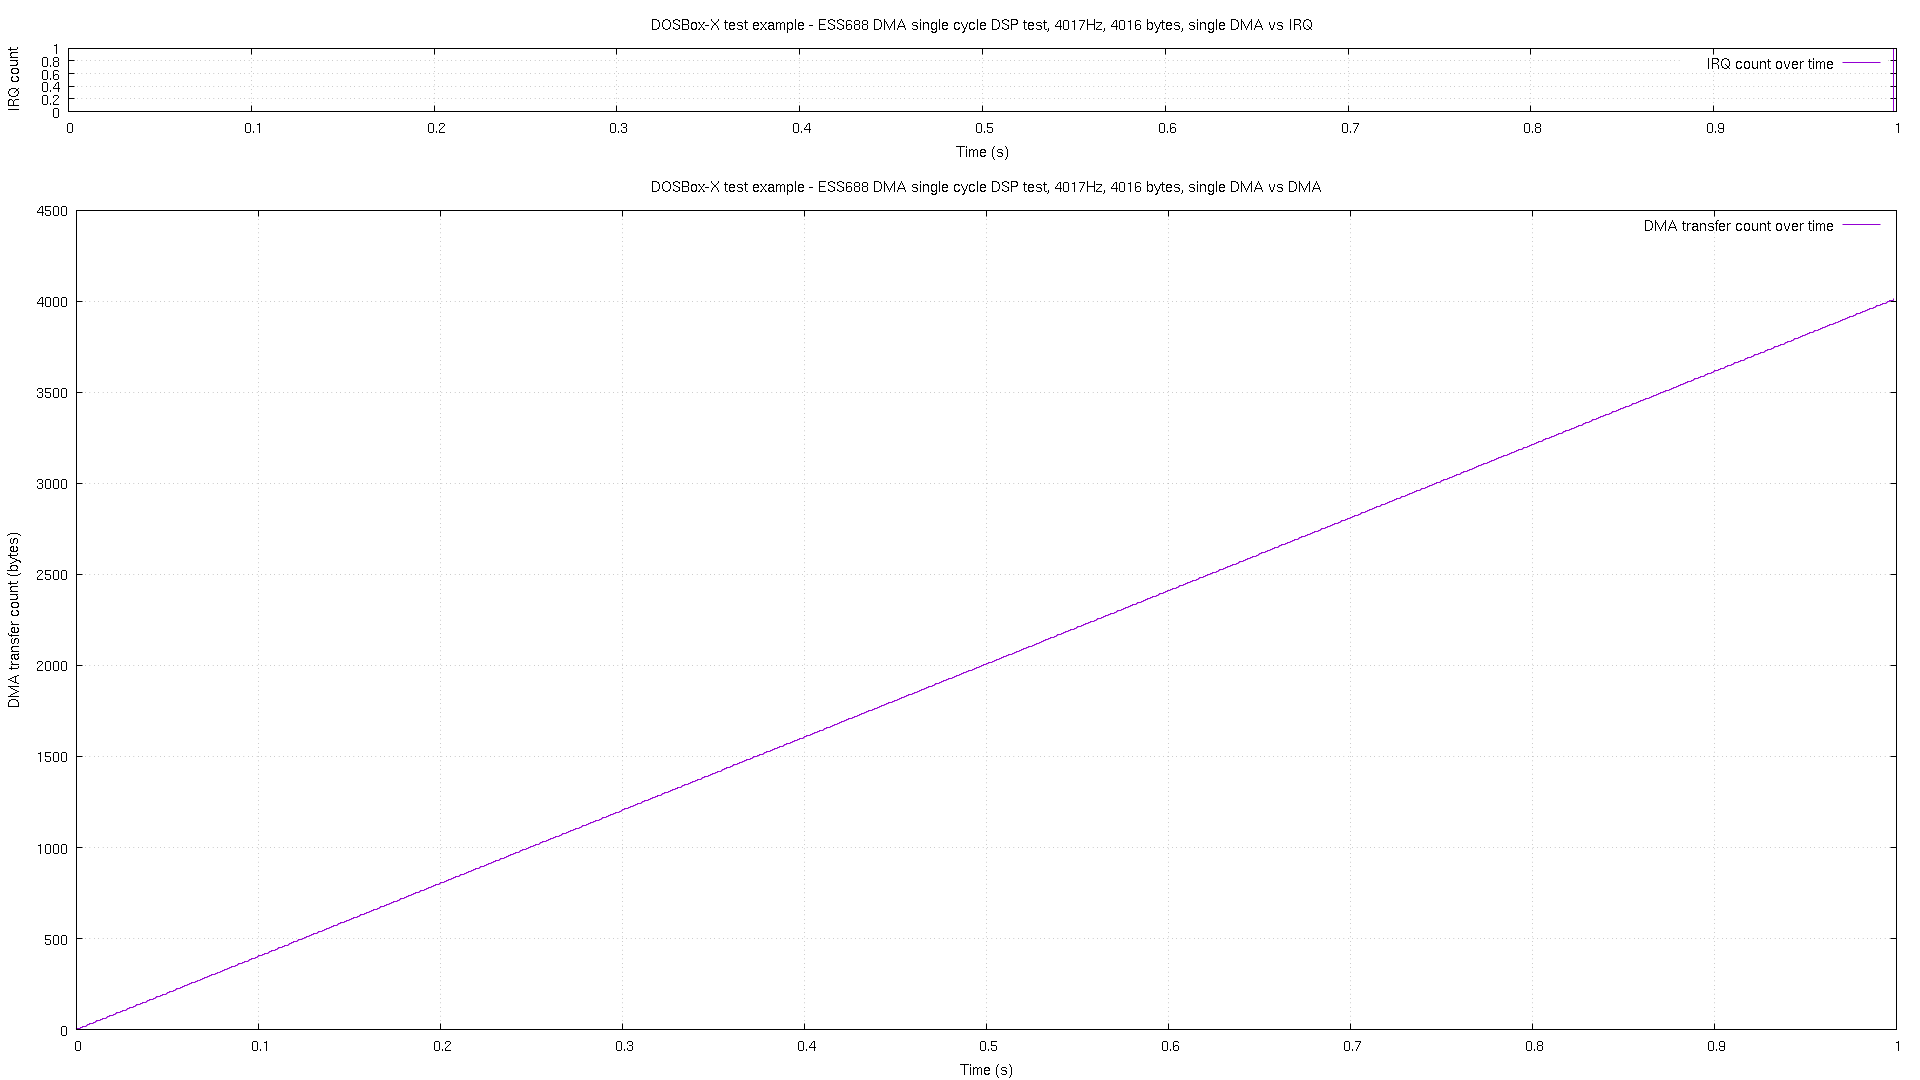 DOSBox-X test example - ESS688 DMA single cycle DSP test, 4017Hz, 4016 bytes, single DMA vs IRQ
IRQ count
1
0.8
0.6
0.4
0.2
0
IRQ count over time
0 0.1 0.2 0.3 0.4 0.5 0.6 0.7 0.8 0.9 1
Time (s)
DOSBox-X test example - ESS688 DMA single cycle DSP test, 4017Hz, 4016 bytes, single DMA vs DMA
DMA transfer count (bytes)
4500
4000
3500
3000
2500
2000
1500
1000
500
0
DMA transfer count over time
0 0.1 0.2 0.3 0.4 0.5 0.6 0.7 0.8 0.9 1
Time (s)